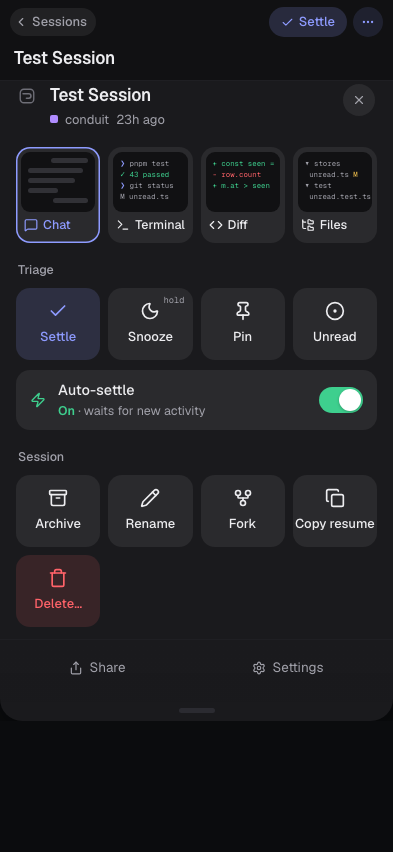 Sessions
Settle
Test Session
Test Session
conduit 23h ago
❯ pnpm test
✓ 43 passed
❯ git status
M unread.ts
+ const seen =
- row.count
+ m.at > seen
▾ stores
unread.ts M
▾ test
unread.test.ts
Chat
Terminal
Diff
Files
Triage
Settle
hold
Snooze
Pin
Unread
Auto-settle
On · waits for new activity
Session
Archive
Rename
Fork
Copy resume
Delete…
Share
Settings